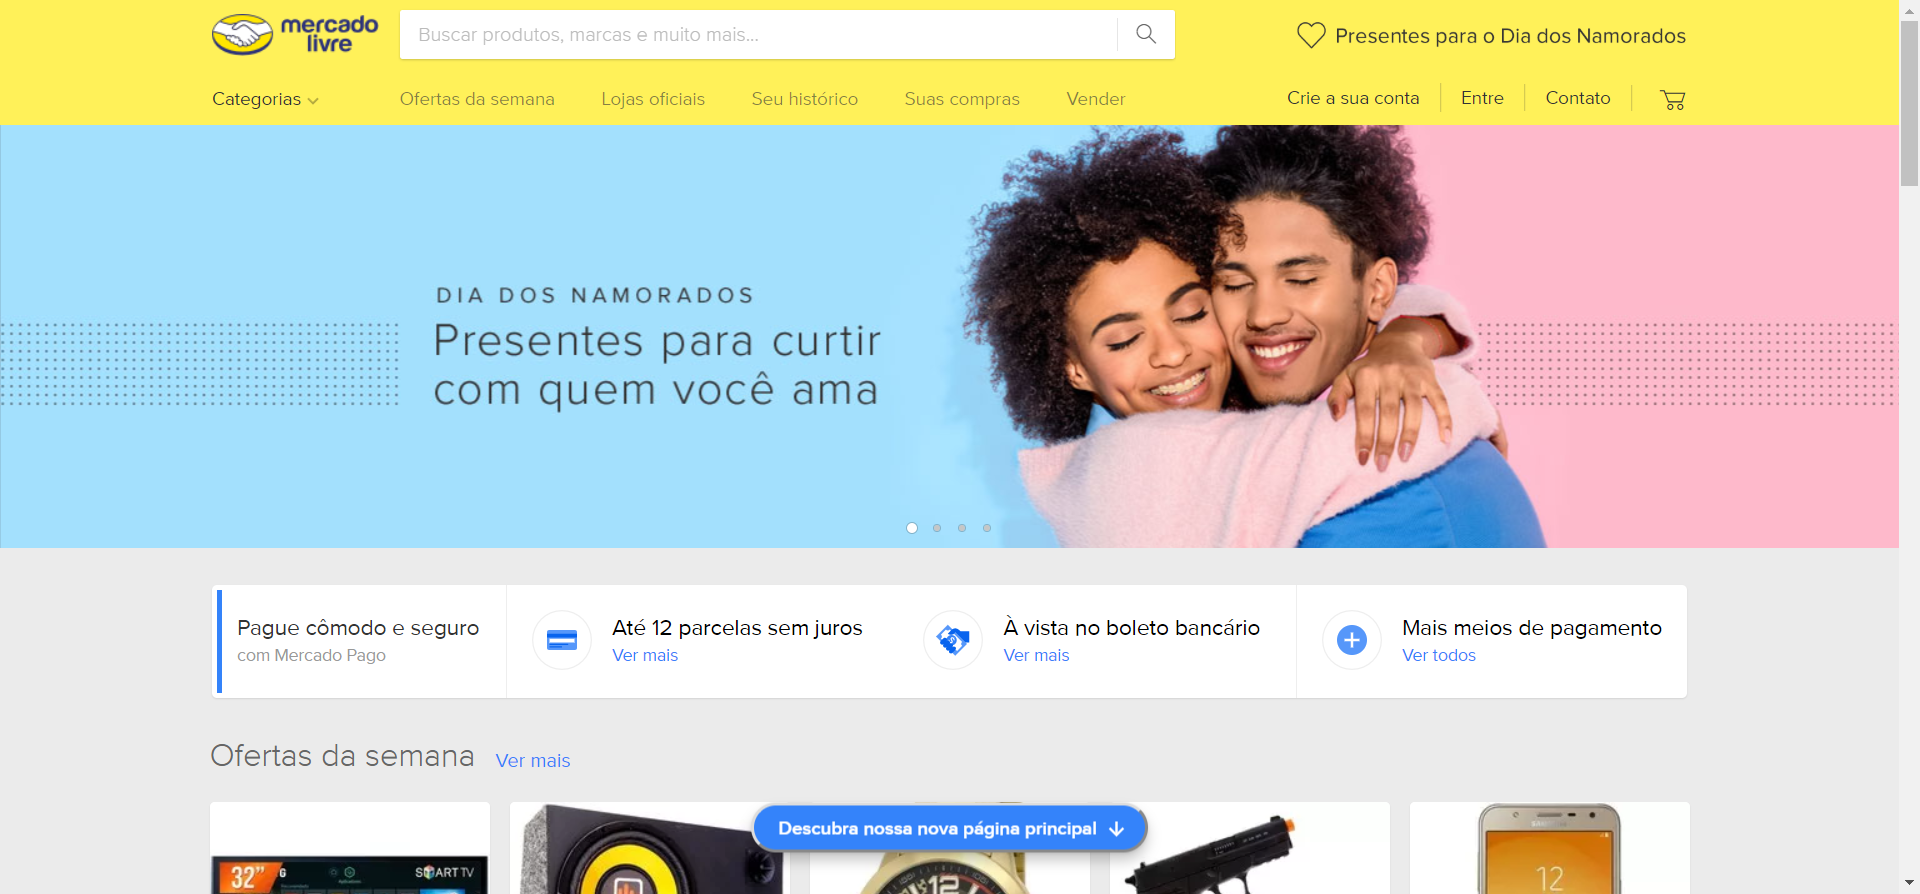 mercado
livre
Buscar produtos, marcas e muito mais...
Presentes para o Dia dos Namorados
Categorias
Ofertas da semana
Lojas oficiais
Seu histórico
Suas compras
Vender
Crie a sua conta
Entre
Contato
DIA DOS NAMORADOS
Presentes para curtir
com quem você ama
Pague cômodo e seguro
com Mercado Pago
Até 12 parcelas sem juros
Ver mais
À vista no boleto bancário
Ver mais
Mais meios de pagamento
Ver todos
Ofertas da semana
Ver mais
Descubra nossa nova página principal
32” G
SMART TV
12
SAMSUNG
12